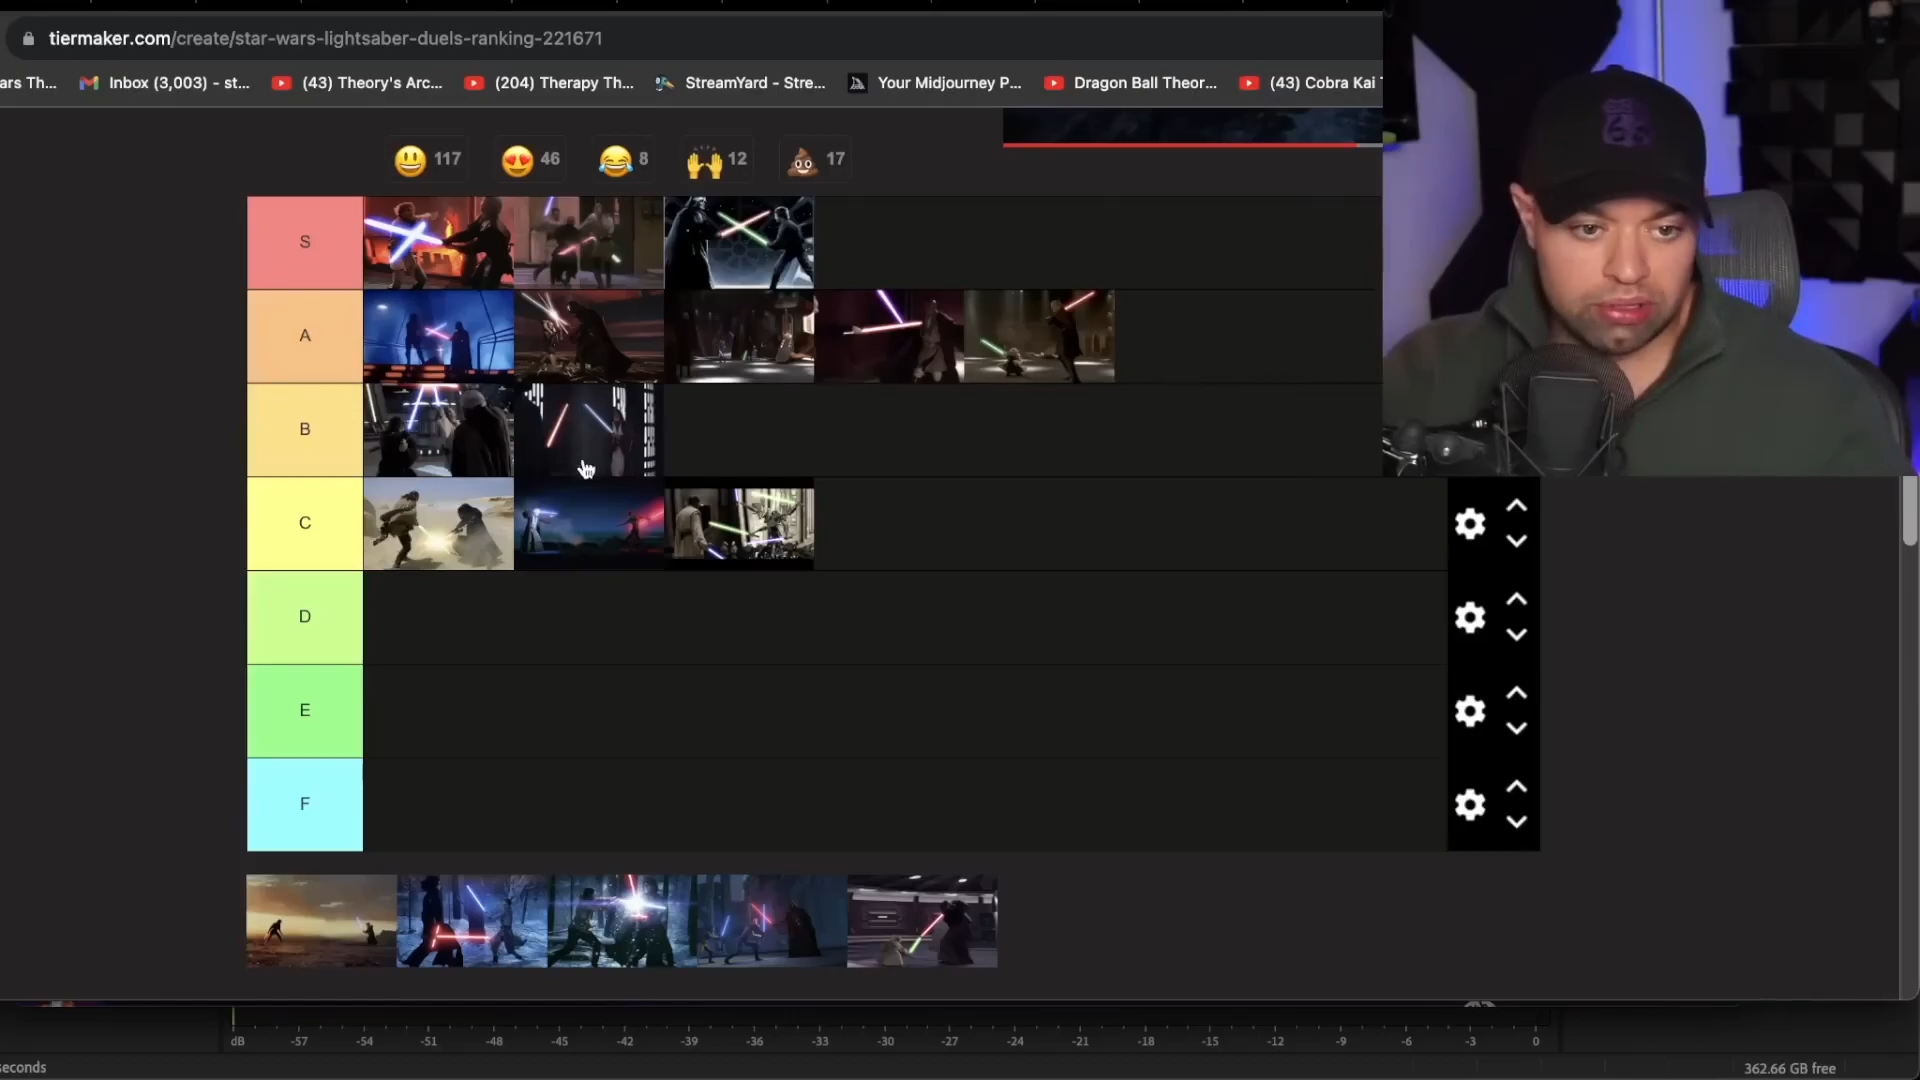 tiermaker.com/create/star-wars-lightsaber-duels-ranking-221671
ars Th... Inbox (3,003) - st... (43) Theory's Arc... (204) Therapy Th... StreamYard - Stre... Your Midjourney P... Dragon Ball Theor... (43) Cobra Kai
117 46 8 12 17
S
A
B
C
D
E
F
dB -57 -54 -51 -48 -45 -42 -39 -36 -33 -30 -27 -24 -21 -18 -15 -12 -9 -6 -3 0
seconds 362.66 GB free